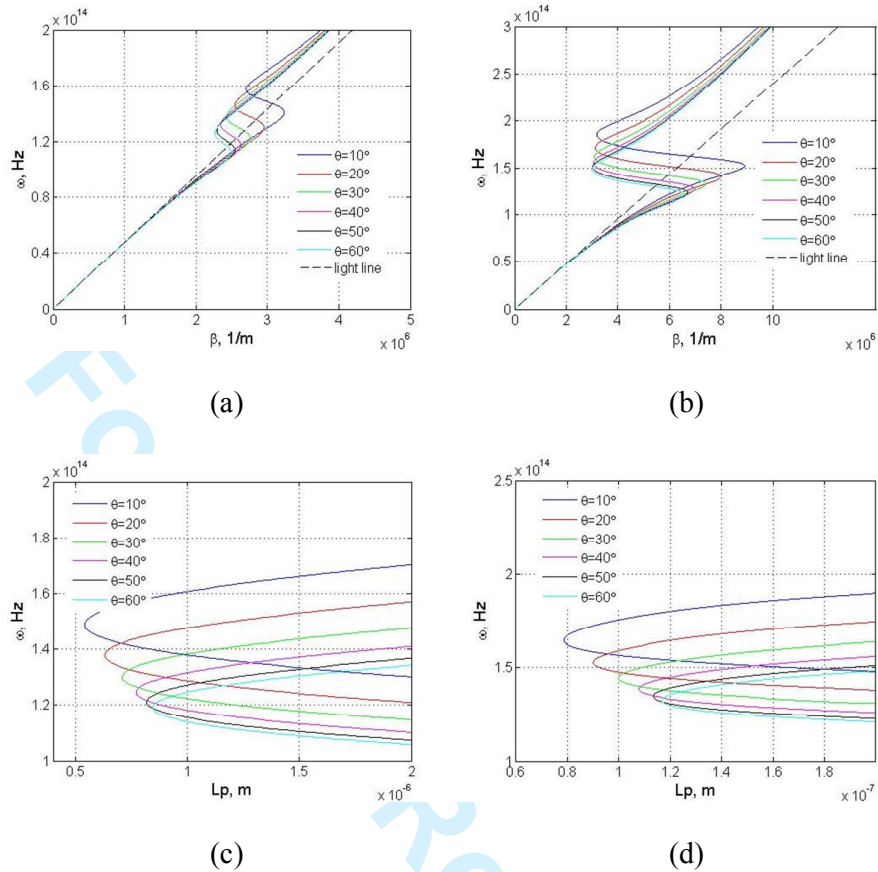 x 10^14
2
1.6
1.2
0.8
0.4
0
ω, Hz
0 1 2 3 4 5
β, 1/m
x 10^6
θ=10°
θ=20°
θ=30°
θ=40°
θ=50°
θ=60°
light line
(a)
x 10^14
3
2.5
2
1.5
1
0.5
0
ω, Hz
0 2 4 6 8 10
β, 1/m
x 10^6
θ=10°
θ=20°
θ=30°
θ=40°
θ=50°
θ=60°
light line
(b)
x 10^14
2
1.8
1.6
1.4
1.2
1
ω, Hz
0.5 1 1.5 2
Lp, m
x 10^-6
θ=10°
θ=20°
θ=30°
θ=40°
θ=50°
θ=60°
(c)
x 10^14
2.5
2
1.5
1
ω, Hz
0.6 0.8 1 1.2 1.4 1.6 1.8
Lp, m
x 10^-7
θ=10°
θ=20°
θ=30°
θ=40°
θ=50°
θ=60°
(d)